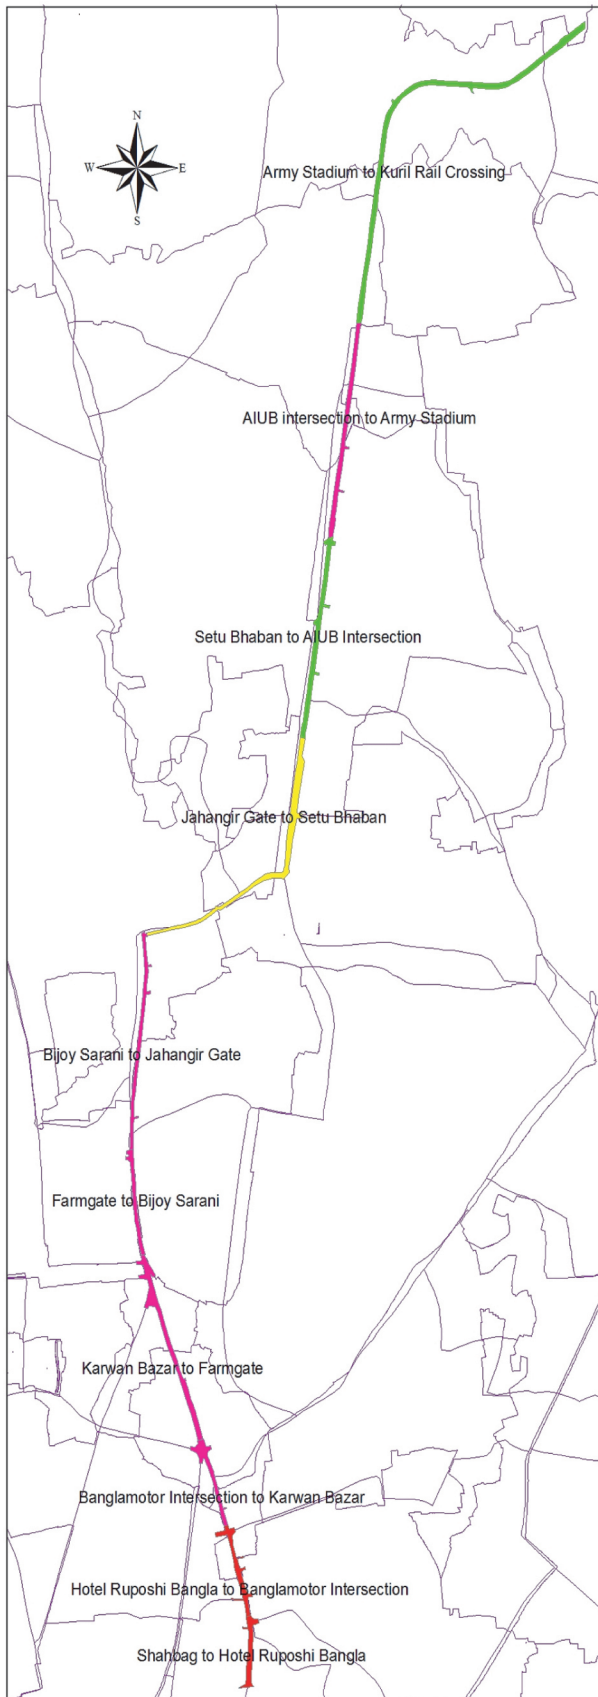 N
W E
S
Army Stadium to Kuril Rail Crossing
AIUB intersection to Army Stadium
Setu Bhaban to AIUB Intersection
Jahangir Gate to Setu Bhaban
Bijoy Sarani to Jahangir Gate
Farmgate to Bijoy Sarani
Karwan Bazar to Farmgate
Banglamotor Intersection to Karwan Bazar
Hotel Ruposhi Bangla to Banglamotor Intersection
Shahbag to Hotel Ruposhi Bangla